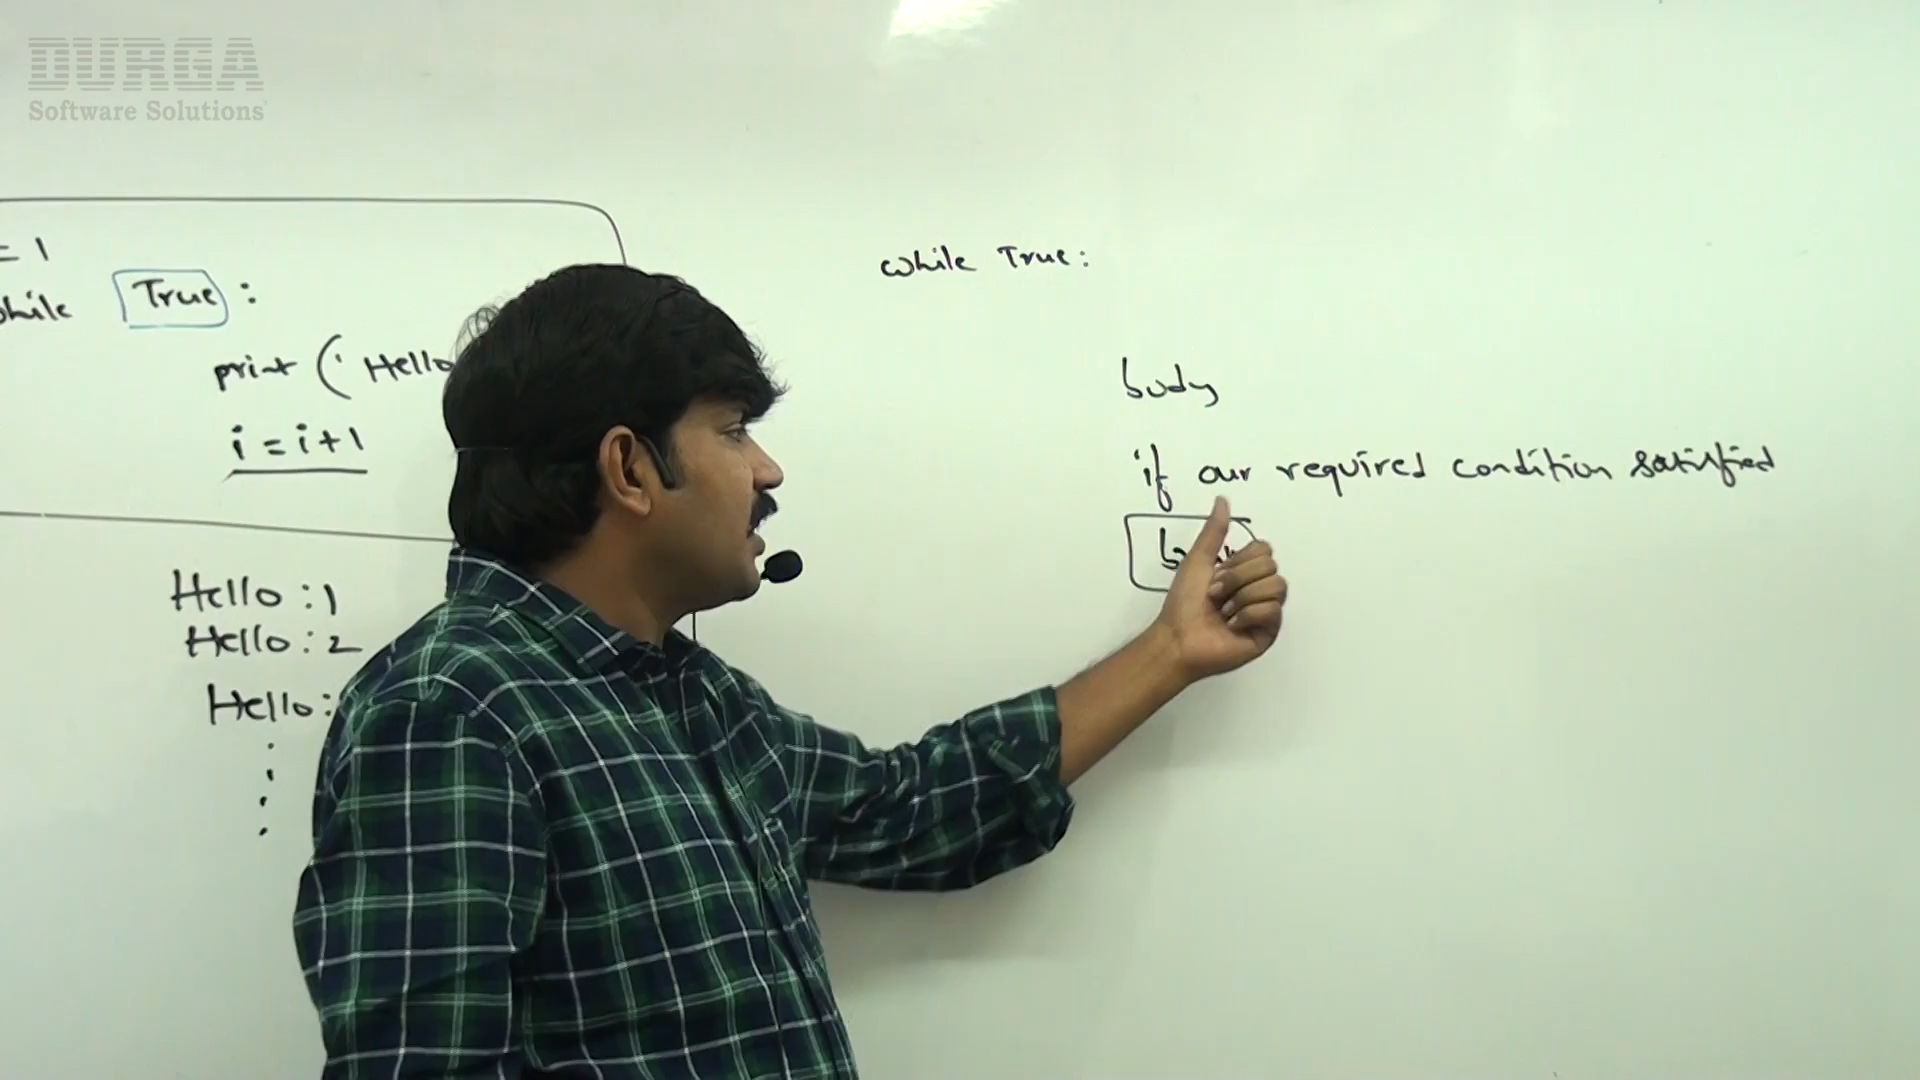 DURGA
Software Solutions
= 1
while True :
print (' Hello
i = i+1
Hello : 1
Hello : 2
Hello :
while True :
body
if our required condition satisfied